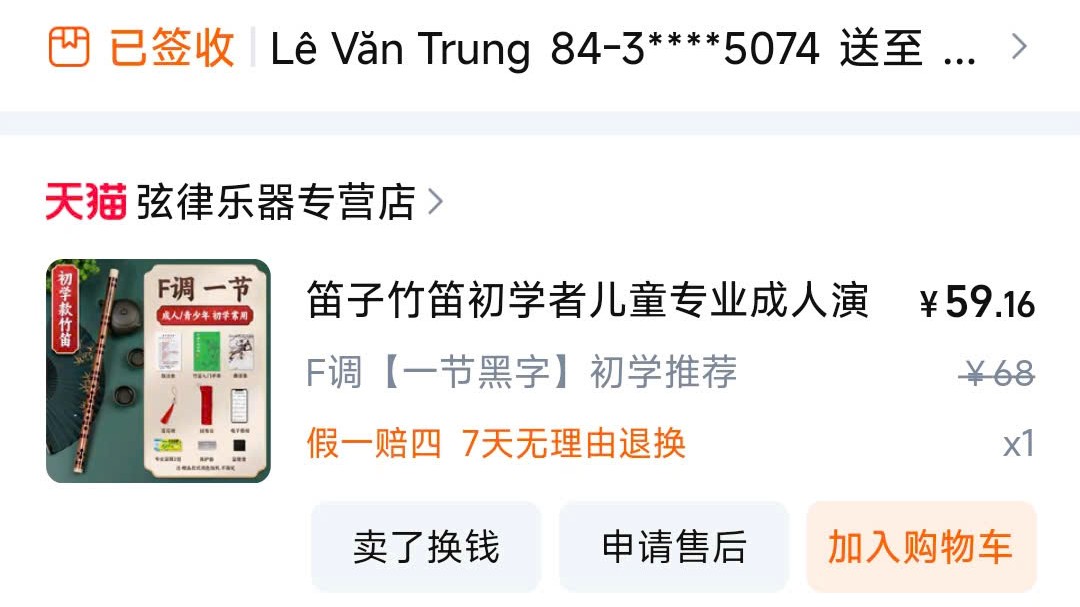 已签收 Lê Văn Trung 84-3****5074 送至 ...
天猫 弦律乐器专营店
初学款竹笛
F调 一节
成人/青少年 初学常用
笛子竹笛初学者儿童专业成人演 ¥59.16
F调【一节黑字】初学推荐 ¥68
假一赔四 7天无理由退换 x1
卖了换钱 申请售后 加入购物车